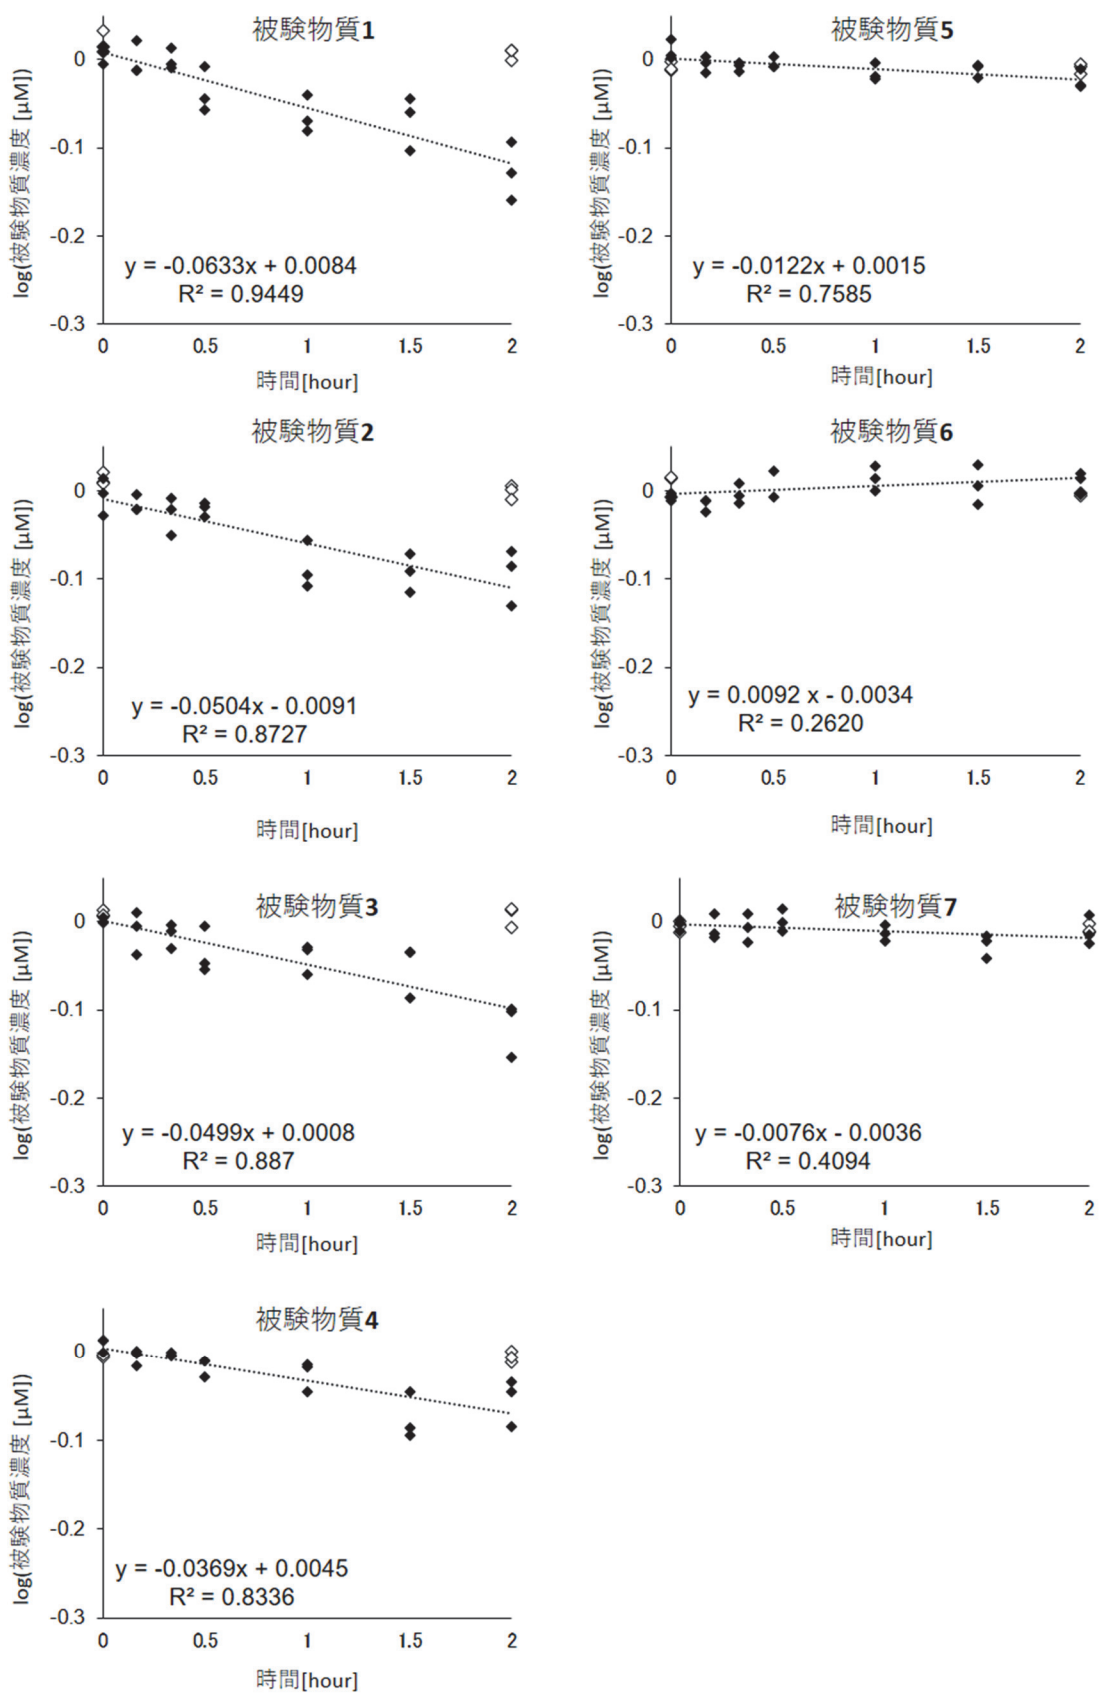 被験物質1
log(被験物質濃度 [μM])
0
-0.1
-0.2
-0.3
y = -0.0633x + 0.0084
R² = 0.9449
0 0.5 1 1.5 2
時間[hour]
被験物質5
log(被験物質濃度 [μM])
0
-0.1
-0.2
-0.3
y = -0.0122x + 0.0015
R² = 0.7585
0 0.5 1 1.5 2
時間[hour]
被験物質2
log(被験物質濃度 [μM])
0
-0.1
-0.2
-0.3
y = -0.0504x - 0.0091
R² = 0.8727
0 0.5 1 1.5 2
時間[hour]
被験物質6
log(被験物質濃度 [μM])
0
-0.1
-0.2
-0.3
y = 0.0092 x - 0.0034
R² = 0.2620
0 0.5 1 1.5 2
時間[hour]
被験物質3
log(被験物質濃度 [μM])
0
-0.1
-0.2
-0.3
y = -0.0499x + 0.0008
R² = 0.887
0 0.5 1 1.5 2
時間[hour]
被験物質7
log(被験物質濃度 [μM])
0
-0.1
-0.2
-0.3
y = -0.0076x - 0.0036
R² = 0.4094
0 0.5 1 1.5 2
時間[hour]
被験物質4
log(被験物質濃度 [μM])
0
-0.1
-0.2
-0.3
y = -0.0369x + 0.0045
R² = 0.8336
0 0.5 1 1.5 2
時間[hour]